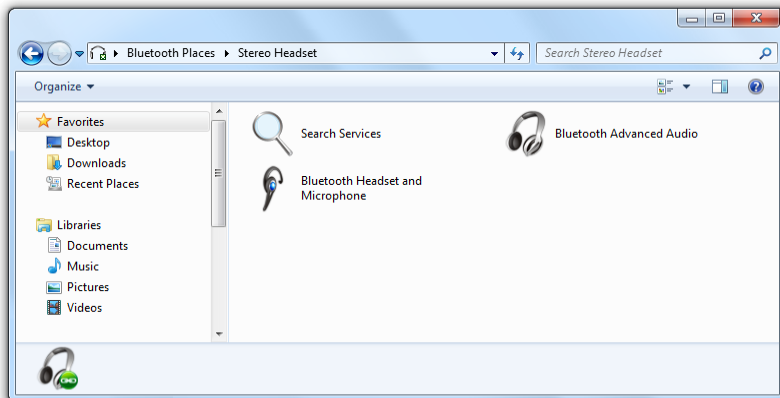 Bluetooth Places Stereo Headset Search Stereo Headset
Organize
Favorites
Desktop
Downloads
Recent Places
Libraries
Documents
Music
Pictures
Videos
Search Services
Bluetooth Advanced Audio
Bluetooth Headset and
Microphone